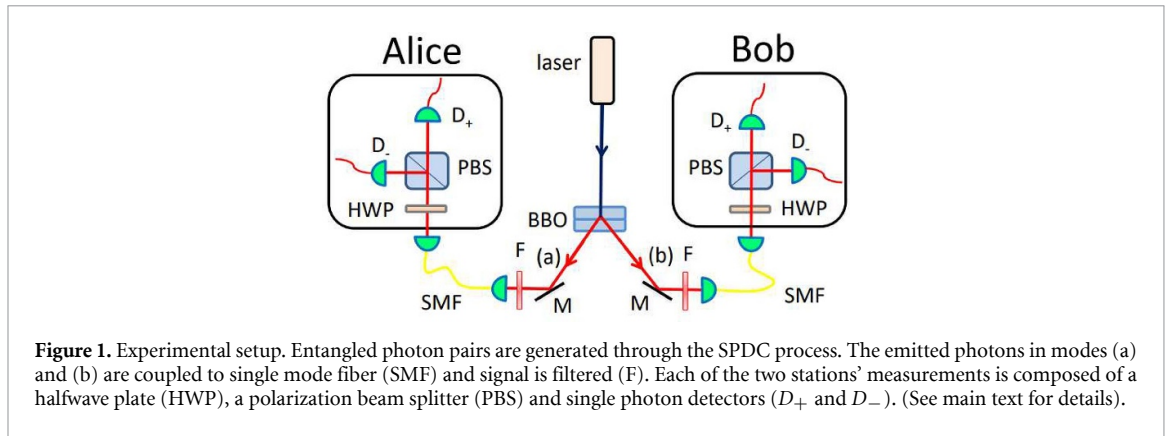 Alice
laser
Bob
D+
D-
PBS
HWP
D+
D-
PBS
HWP
BBO
F
(a)
(b)
F
SMF
M
M
SMF
Figure 1. Experimental setup. Entangled photon pairs are generated through the SPDC process. The emitted photons in modes (a)
and (b) are coupled to single mode fiber (SMF) and signal is filtered (F). Each of the two stations’ measurements is composed of a
halfwave plate (HWP), a polarization beam splitter (PBS) and single photon detectors (D+ and D−). (See main text for details).